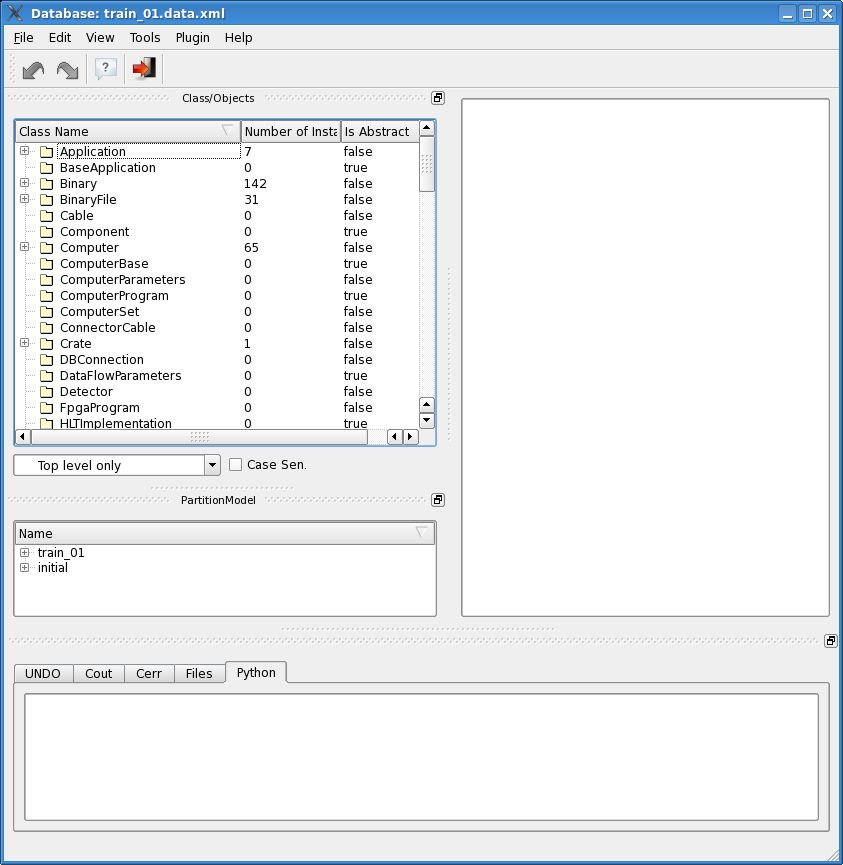 Database: train_01.data.xml
File Edit View Tools Plugin Help
Class/Objects
Class Name Number of Insta Is Abstract
Application 7 false
BaseApplication 0 true
Binary 142 false
BinaryFile 31 false
Cable 0 false
Component 0 true
Computer 65 false
ComputerBase 0 true
ComputerParameters 0 false
ComputerProgram 0 true
ComputerSet 0 false
ConnectorCable 0 false
Crate 1 false
DBConnection 0 false
DataFlowParameters 0 true
Detector 0 false
FpgaProgram 0 false
HLTImplementation 0 true
Top level only Case Sen.
PartitionModel
Name
train_01
initial
UNDO Cout Cerr Files Python